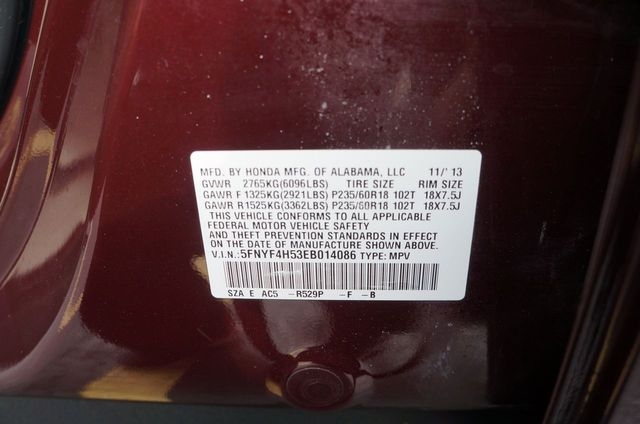 MFD. BY HONDA MFG. OF ALABAMA, LLC 11/'13
GVWR 2765KG(6096LBS) TIRE SIZE RIM SIZE
GAWR F 1325KG(2921LBS) P235/60R18 102T 18X7.5J
GAWR R 1525KG(3362LBS) P235/60R18 102T 18X7.5J
THIS VEHICLE CONFORMS TO ALL APPLICABLE
FEDERAL MOTOR VEHICLE SAFETY
AND THEFT PREVENTION STANDARDS IN EFFECT
ON THE DATE OF MANUFACTURE SHOWN ABOVE.
V.I.N.:5FNYF4H53EB014086 TYPE:MPV
SZA E AC5 -R529P -F -B